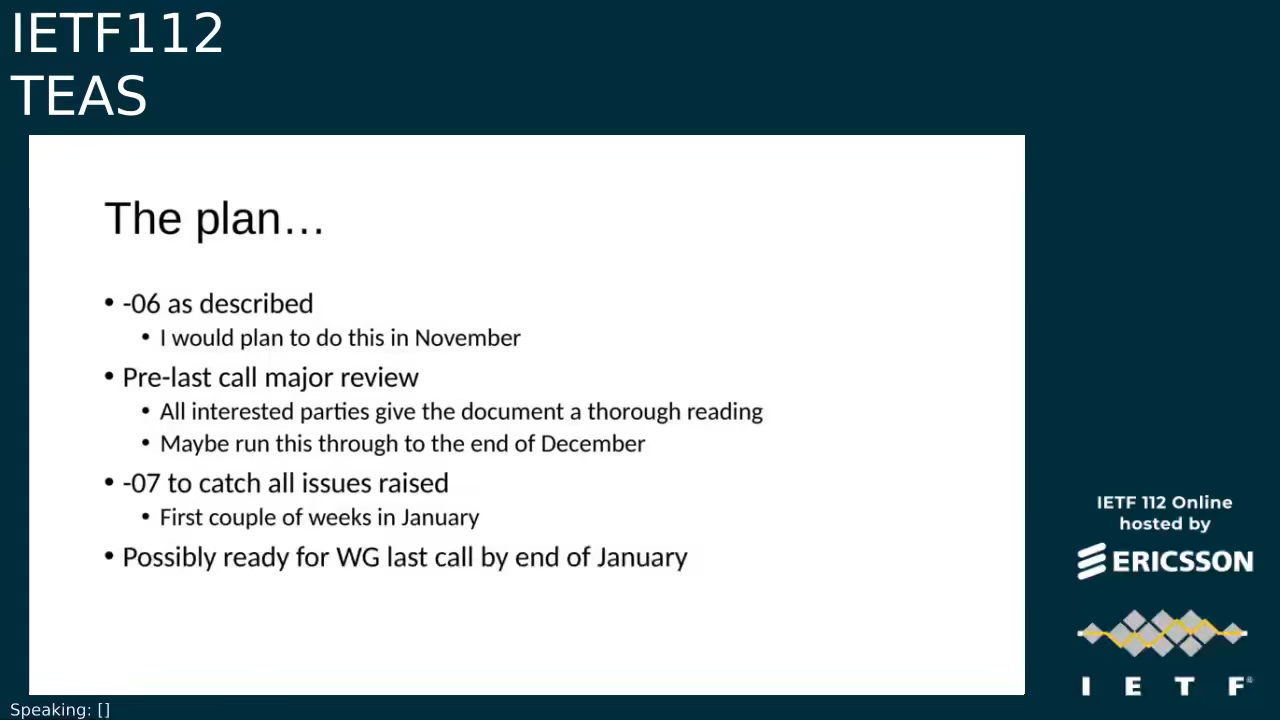 IETF112
TEAS
The plan…
• -06 as described
• I would plan to do this in November
• Pre-last call major review
• All interested parties give the document a thorough reading
• Maybe run this through to the end of December
• -07 to catch all issues raised
• First couple of weeks in January
• Possibly ready for WG last call by end of January
IETF 112 Online
hosted by
ERICSSON
I E T F®
Speaking: []